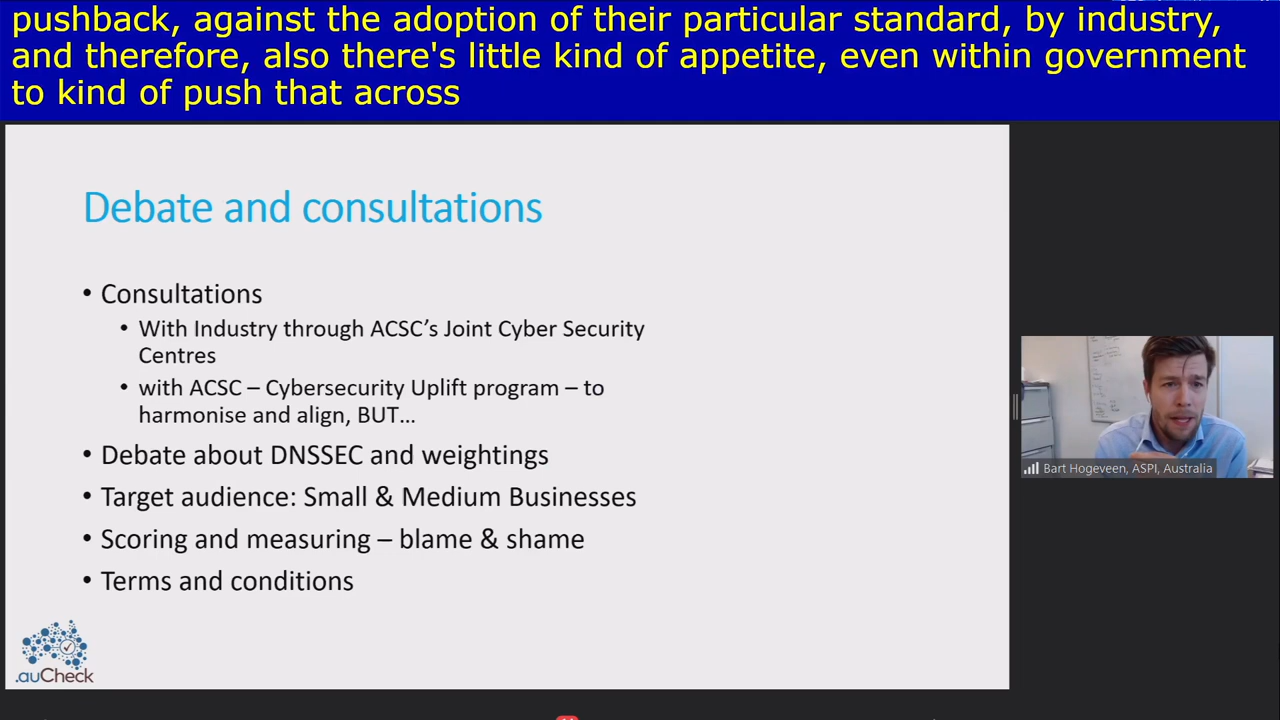 pushback, against the adoption of their particular standard, by industry,
and therefore, also there's little kind of appetite, even within government
to kind of push that across
Debate and consultations
• Consultations
• With Industry through ACSC's Joint Cyber Security
Centres
• with ACSC – Cybersecurity Uplift program – to
harmonise and align, BUT…
• Debate about DNSSEC and weightings
• Target audience: Small & Medium Businesses
• Scoring and measuring – blame & shame
• Terms and conditions
.auCheck
Bart Hogeveen, ASPI, Australia